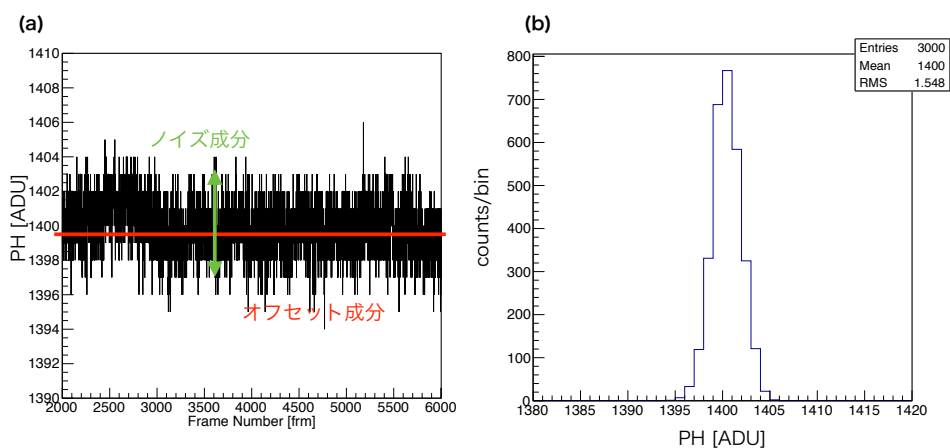 (a)
1410
1408
1406
1404
1402
1400
1398
1396
1394
1392
1390
PH [ADU]
ノイズ成分
オフセット成分
2000 2500 3000 3500 4000 4500 5000 5500 6000
Frame Number [frm]
(b)
Entries 3000
Mean 1400
RMS 1.548
800
700
600
500
400
300
200
100
0
counts/bin
1380 1385 1390 1395 1400 1405 1410 1415 1420
PH [ADU]